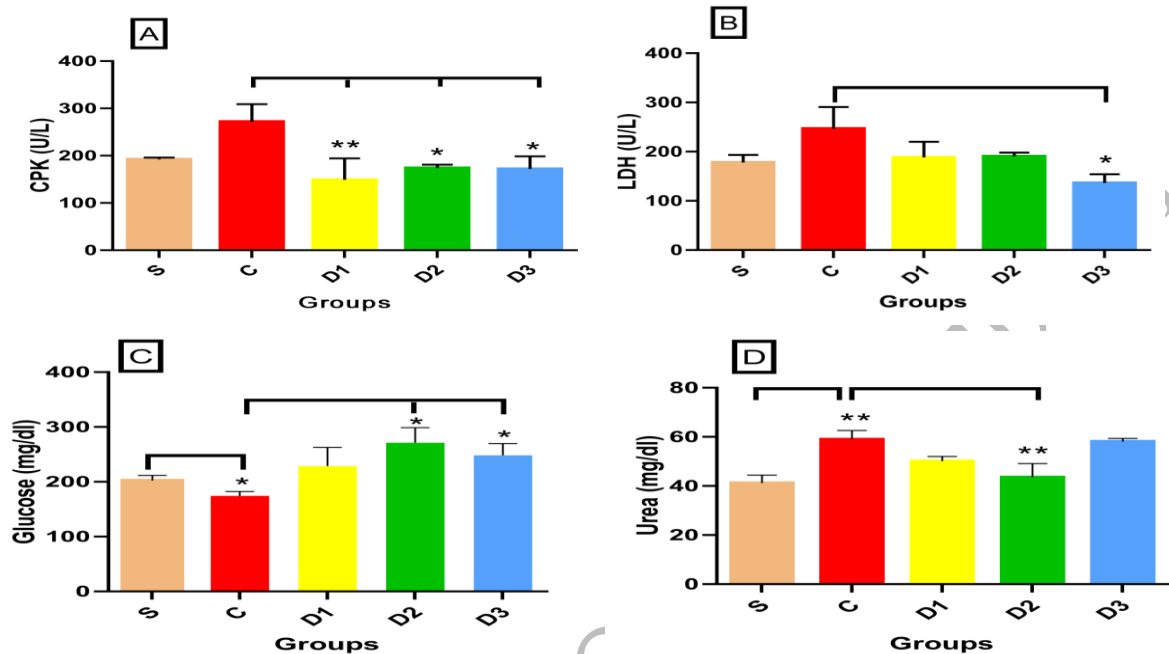 A
CPK (U/L)
400
300
200
100
0
**
*
*
S
C
D1
D2
D3
Groups
B
LDH (U/L)
400
300
200
100
0
*
S
C
D1
D2
D3
Groups
C
Glucose (mg/dl)
400
300
200
100
0
*
*
*
S
C
D1
D2
D3
Groups
D
Urea (mg/dl)
80
60
40
20
0
**
**
S
C
D1
D2
D3
Groups